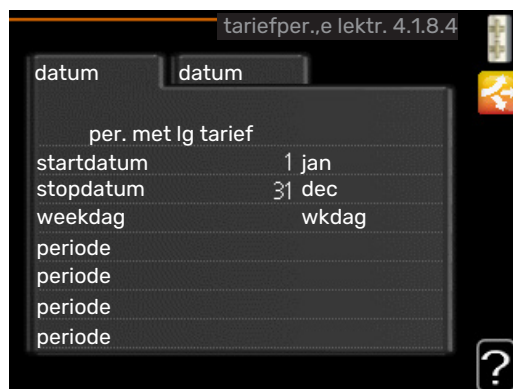 tariefper.,e lektr. 4.1.8.4
datum datum
per. met lg tarief
startdatum 1 jan
stopdatum 31 dec
weekdag wkdag
periode
periode
periode
periode
?